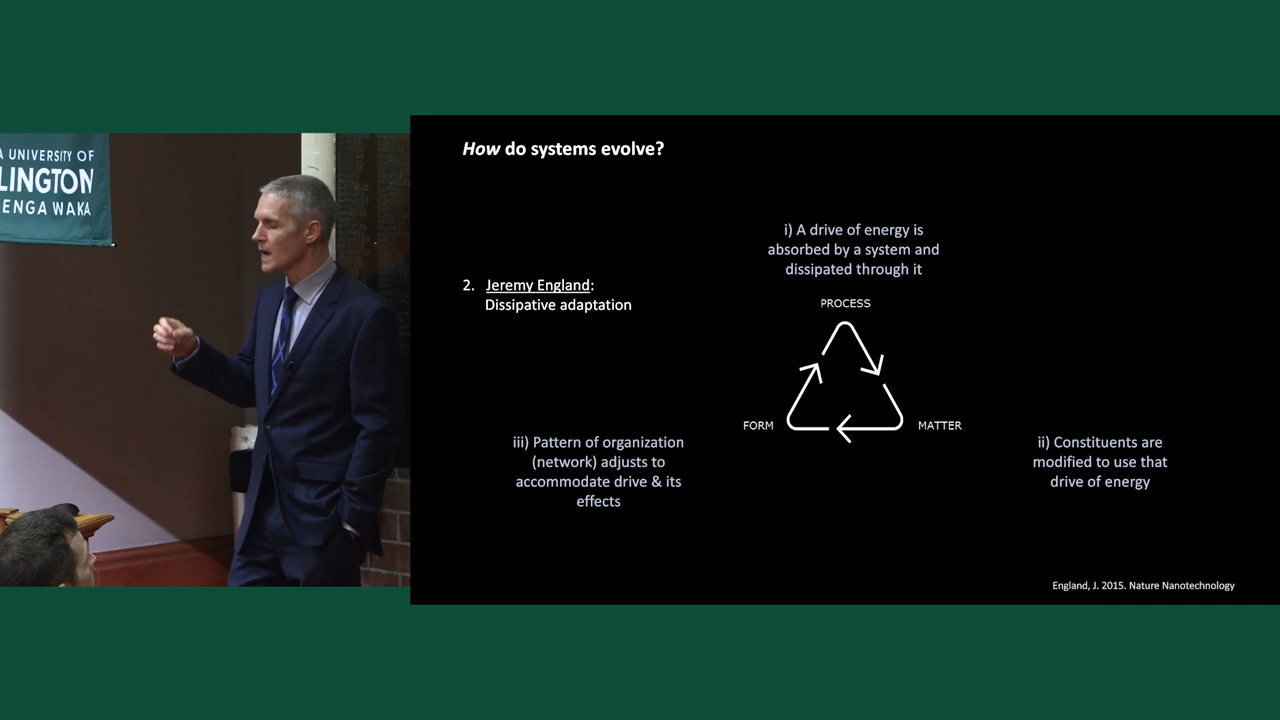 A UNIVERSITY OF
LINGTON
ENGA WAKA
How do systems evolve?
i) A drive of energy is
absorbed by a system and
dissipated through it
2. Jeremy England:
Dissipative adaptation
PROCESS
FORM
MATTER
iii) Pattern of organization
(network) adjusts to
accommodate drive & its
effects
ii) Constituents are
modified to use that
drive of energy
England, J. 2015. Nature Nanotechnology